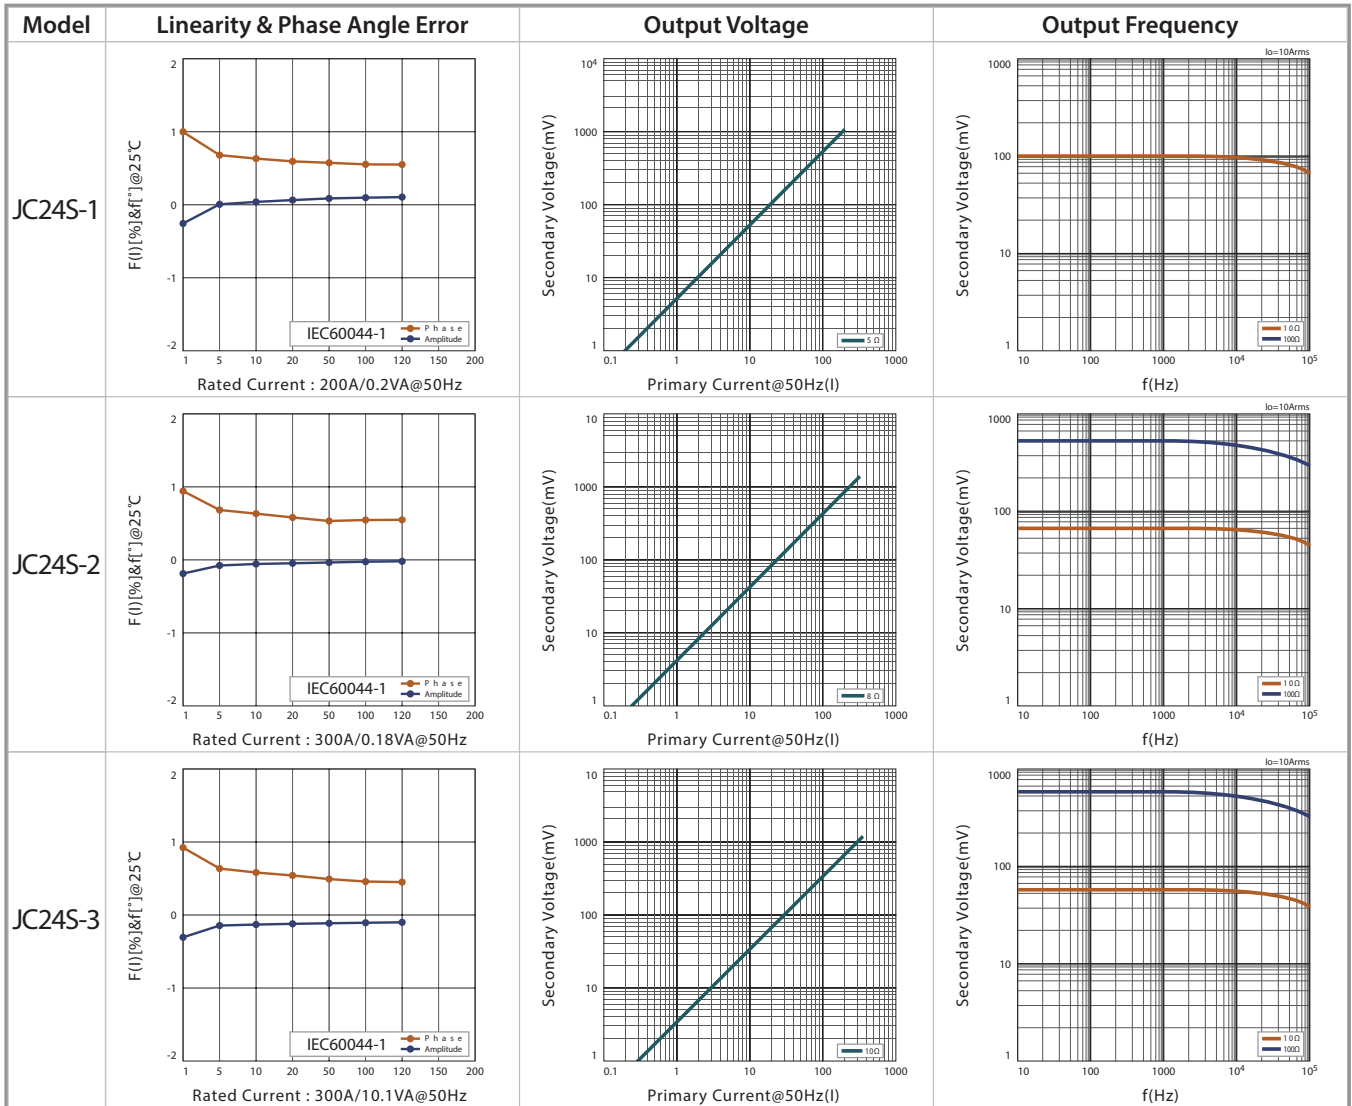 Model Linearity & Phase Angle Error Output Voltage Output Frequency
JC24S-1
F(I)[%]&f[°]@25℃
2
1
0
-1
-2
IEC60044-1
Phase
Amplitude
1 5 10 20 50 100 120 150 200
Rated Current : 200A/0.2VA@50Hz
Secondary Voltage(mV)
10⁴
1000
100
10
1
5 Ω
0.1 1 10 100 1000
Primary Current@50Hz(I)
Io=10Arms
Secondary Voltage(mV)
1000
100
10
1
10Ω
100Ω
10 100 1000 10⁴ 10⁵
f(Hz)
JC24S-2
F(I)[%]&f[°]@25℃
2
1
0
-1
-2
IEC60044-1
Phase
Amplitude
1 5 10 20 50 100 120 150 200
Rated Current : 300A/0.18VA@50Hz
Secondary Voltage(mV)
10
1000
100
10
1
8 Ω
0.1 1 10 100 1000
Primary Current@50Hz(I)
Io=10Arms
Secondary Voltage(mV)
1000
100
10
1
10Ω
100Ω
10 100 1000 10⁴ 10⁵
f(Hz)
JC24S-3
F(I)[%]&f[°]@25℃
2
1
0
-1
-2
IEC60044-1
Phase
Amplitude
1 5 10 20 50 100 120 150 200
Rated Current : 300A/10.1VA@50Hz
Secondary Voltage(mV)
10
1000
100
10
1
10Ω
0.1 1 10 100 1000
Primary Current@50Hz(I)
Io=10Arms
Secondary Voltage(mV)
1000
100
10
1
10Ω
100Ω
10 100 1000 10⁴ 10⁵
f(Hz)